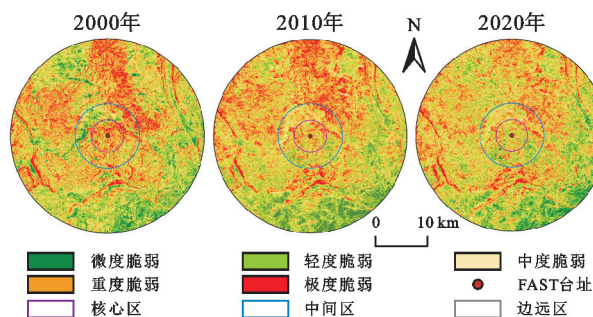 2000年 2010年 2020年
N
0 10 km
微度脆弱 轻度脆弱 中度脆弱
重度脆弱 极度脆弱 FAST台址
核心区 中间区 边远区